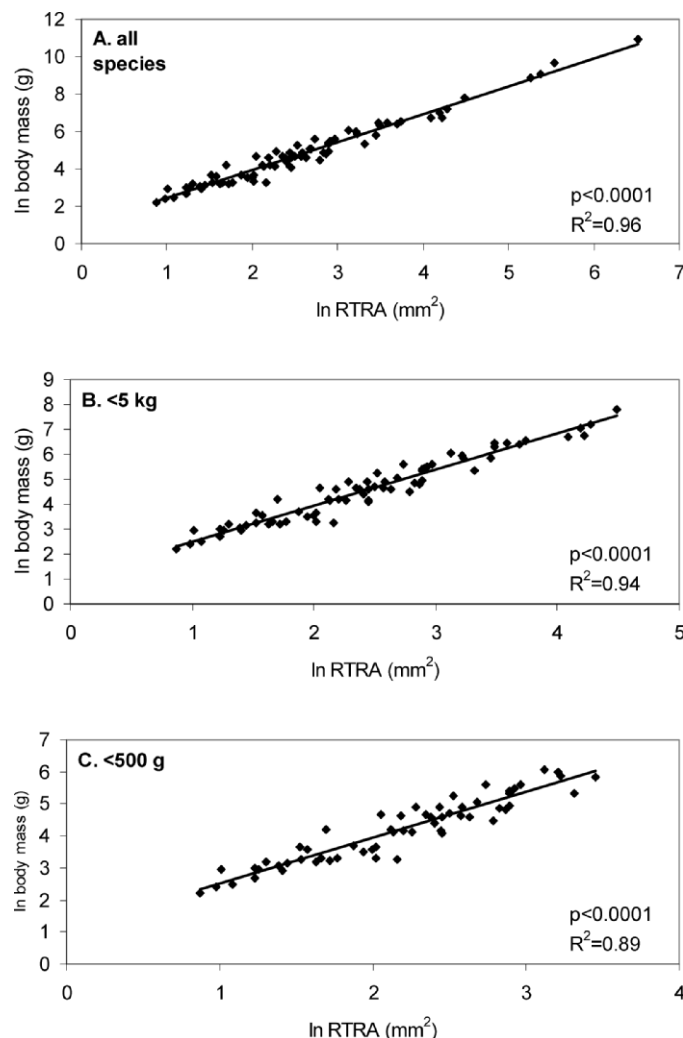 A. all
species
12
10
8
6
4
2
0
ln body mass (g)
p<0.0001
R²=0.96
0 1 2 3 4 5 6 7
ln RTRA (mm²)
B. <5 kg
9
8
7
6
5
4
3
2
1
0
ln body mass (g)
p<0.0001
R²=0.94
0 1 2 3 4 5
ln RTRA (mm²)
C. <500 g
7
6
5
4
3
2
1
0
ln body mass (g)
p<0.0001
R²=0.89
0 1 2 3 4
ln RTRA (mm²)